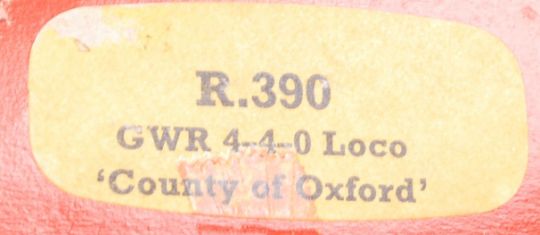 R.390
GWR 4-4-0 Loco
‘County of Oxford’